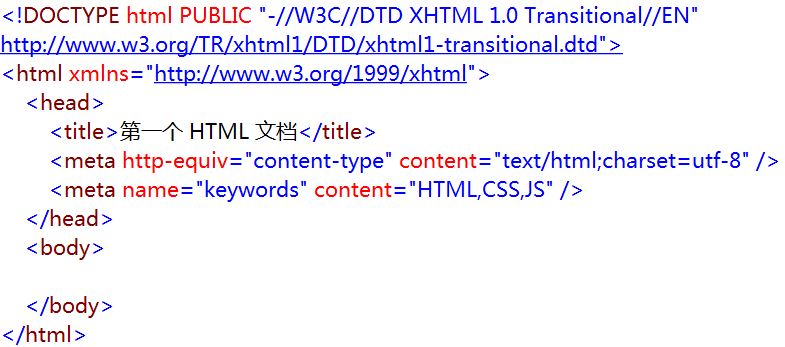 <!DOCTYPE html PUBLIC "-//W3C//DTD XHTML 1.0 Transitional//EN"
http://www.w3.org/TR/xhtml1/DTD/xhtml1-transitional.dtd">
<html xmlns="http://www.w3.org/1999/xhtml">
<head>
<title>第一个 HTML 文档</title>
<meta http-equiv="content-type" content="text/html;charset=utf-8" />
<meta name="keywords" content="HTML,CSS,JS" />
</head>
<body>
</body>
</html>